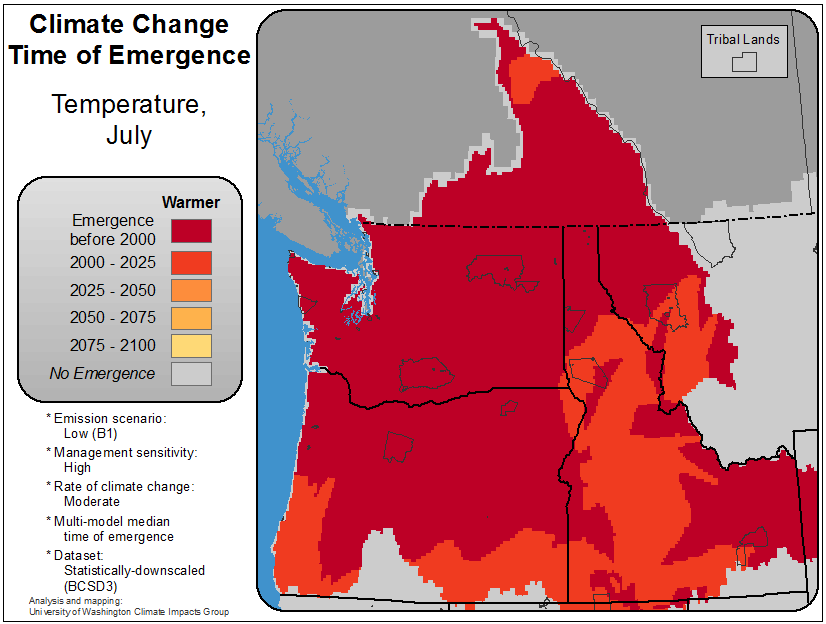 Climate Change
Time of Emergence
Temperature,
July
Warmer
Emergence
before 2000
2000 - 2025
2025 - 2050
2050 - 2075
2075 - 2100
No Emergence
* Emission scenario:
Low (B1)
* Management sensitivity:
High
* Rate of climate change:
Moderate
* Multi-model median
time of emergence
* Dataset:
Statistically-downscaled
(BCSD3)
Analysis and mapping:
University of Washington Climate Impacts Group
Tribal Lands